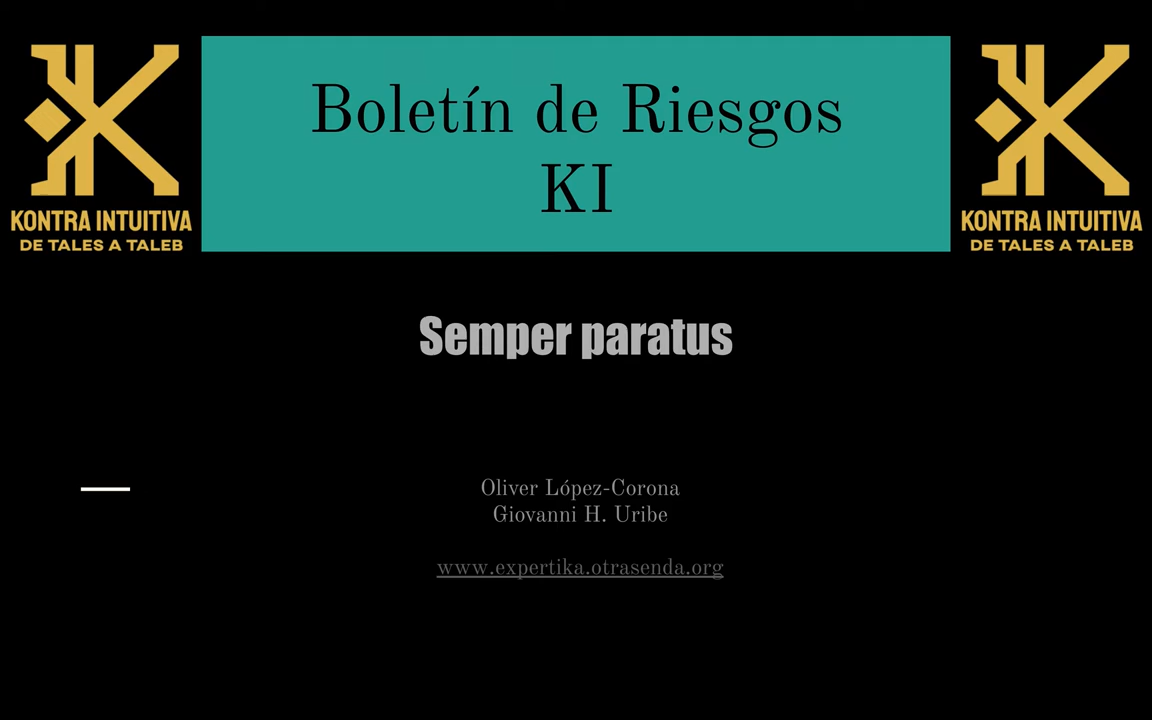 Boletín de Riesgos
KI
KONTRA INTUITIVA
DE TALES A TALEB
KONTRA INTUITIVA
DE TALES A TALEB
Semper paratus
Oliver López-Corona
Giovanni H. Uribe
www.expertika.otrasenda.org